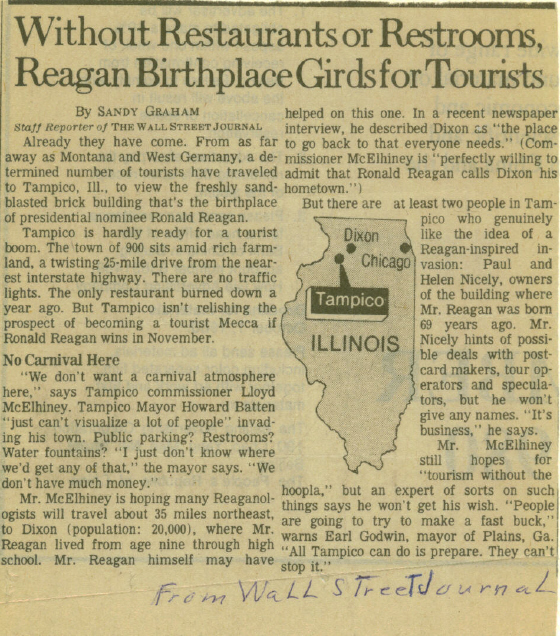 Without Restaurants or Restrooms,
Reagan Birthplace Girds for Tourists
By SANDY GRAHAM
Staff Reporter of THE WALL STREET JOURNAL
Already they have come. From as far
away as Montana and West Germany, a de-
termined number of tourists have traveled
to Tampico, Ill., to view the freshly sand-
blasted brick building that's the birthplace
of presidential nominee Ronald Reagan.
Tampico is hardly ready for a tourist
boom. The town of 900 sits amid rich farm-
land, a twisting 25-mile drive from the near-
est interstate highway. There are no traffic
lights. The only restaurant burned down a
year ago. But Tampico isn't relishing the
prospect of becoming a tourist Mecca if
Ronald Reagan wins in November.
No Carnival Here
"We don't want a carnival atmosphere
here," says Tampico commissioner Lloyd
McElhiney. Tampico Mayor Howard Batten
"just can't visualize a lot of people" invad-
ing his town. Public parking? Restrooms?
Water fountains? "I just don't know where
we'd get any of that," the mayor says. "We
don't have much money."
Mr. McElhiney is hoping many Reaganol-
ogists will travel about 35 miles northeast,
to Dixon (population: 20,000), where Mr.
Reagan lived from age nine through high
school. Mr. Reagan himself may have
helped on this one. In a recent newspaper
interview, he described Dixon as "the place
to go back to that everyone needs." (Com-
missioner McElhiney is "perfectly willing to
admit that Ronald Reagan calls Dixon his
hometown.")
But there are at least two people in Tam-
pico who genuinely
like the idea of a
Reagan-inspired in-
vasion: Paul and
Helen Nicely, owners
of the building where
Mr. Reagan was born
69 years ago. Mr.
Nicely hints of possi-
ble deals with post-
card makers, tour op-
erators and specula-
tors, but he won't
give any names. "It's
business," he says.
Mr. McElhiney
still hopes for
"tourism without the
hoopla," but an expert of sorts on such
things says he won't get his wish. "People
are going to try to make a fast buck,"
warns Earl Godwin, mayor of Plains, Ga.
"All Tampico can do is prepare. They can't
stop it."
Dixon
Chicago
Tampico
ILLINOIS
From WaLL STreetJournaL